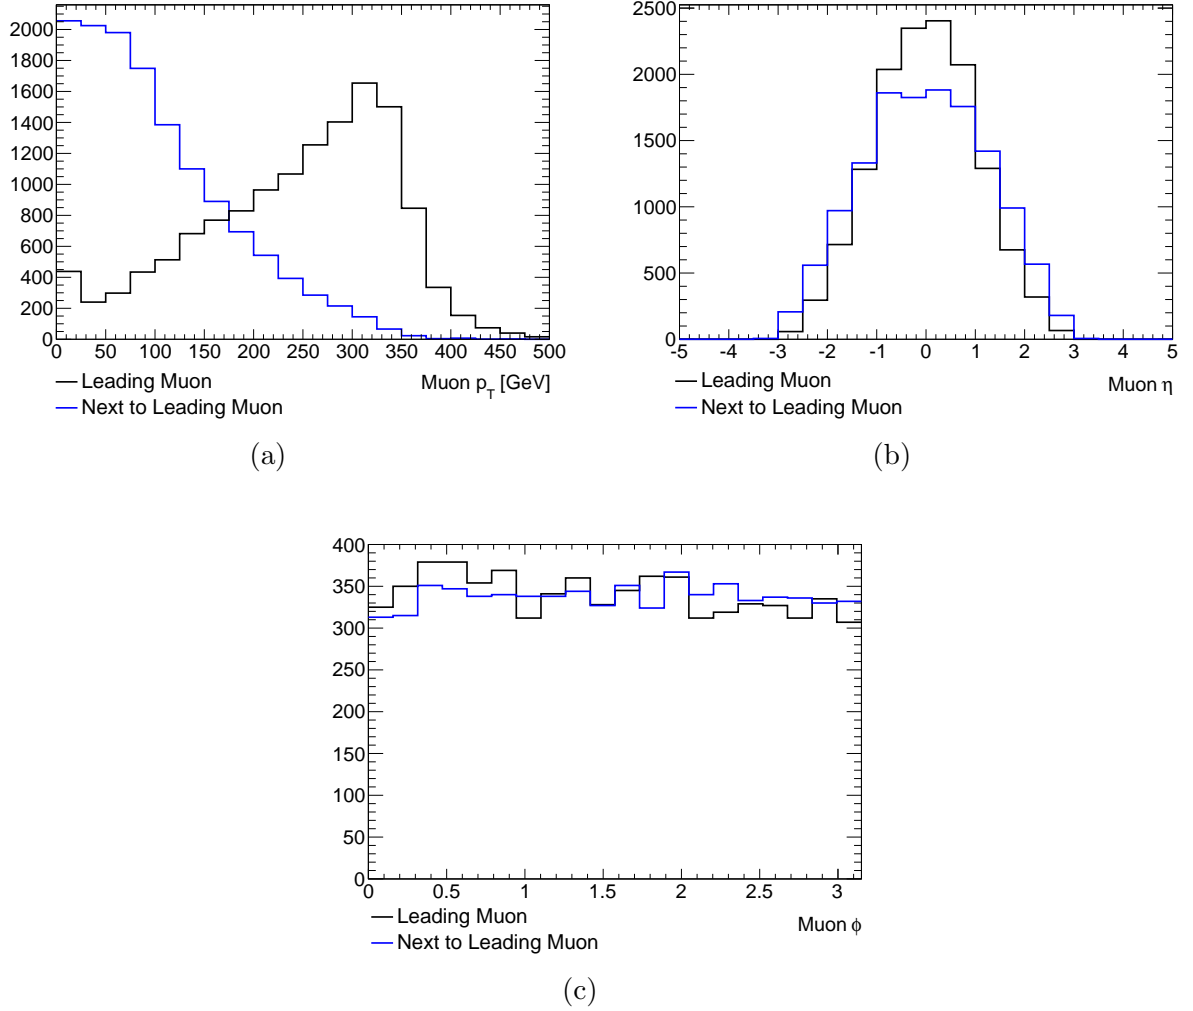 2000
1800
1600
1400
1200
1000
800
600
400
200
0
0 50 100 150 200 250 300 350 400 450 500
Muon p_T [GeV]
Leading Muon
Next to Leading Muon
(a)
2500
2000
1500
1000
500
0
-5 -4 -3 -2 -1 0 1 2 3 4 5
Muon η
Leading Muon
Next to Leading Muon
(b)
400
350
300
250
200
150
100
50
0
0 0.5 1 1.5 2 2.5 3
Muon ϕ
Leading Muon
Next to Leading Muon
(c)